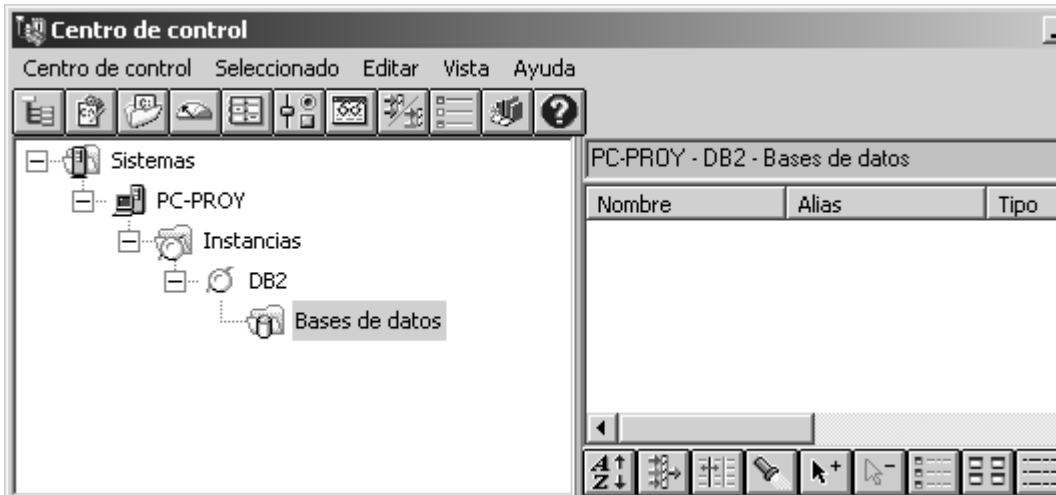 Centro de control
Centro de control Seleccionado Editar Vista Ayuda
Sistemas
PC-PROY
Instancias
DB2
Bases de datos
PC-PROY - DB2 - Bases de datos
Nombre Alias Tipo